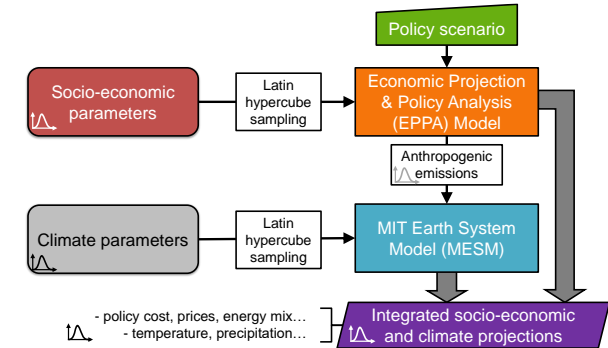 Policy scenario
Socio-economic
parameters
Latin
hypercube
sampling
Economic Projection
& Policy Analysis
(EPPA) Model
Anthropogenic
emissions
Climate parameters
Latin
hypercube
sampling
MIT Earth System
Model (MESM)
- policy cost, prices, energy mix…
- temperature, precipitation…
Integrated socio-economic
and climate projections